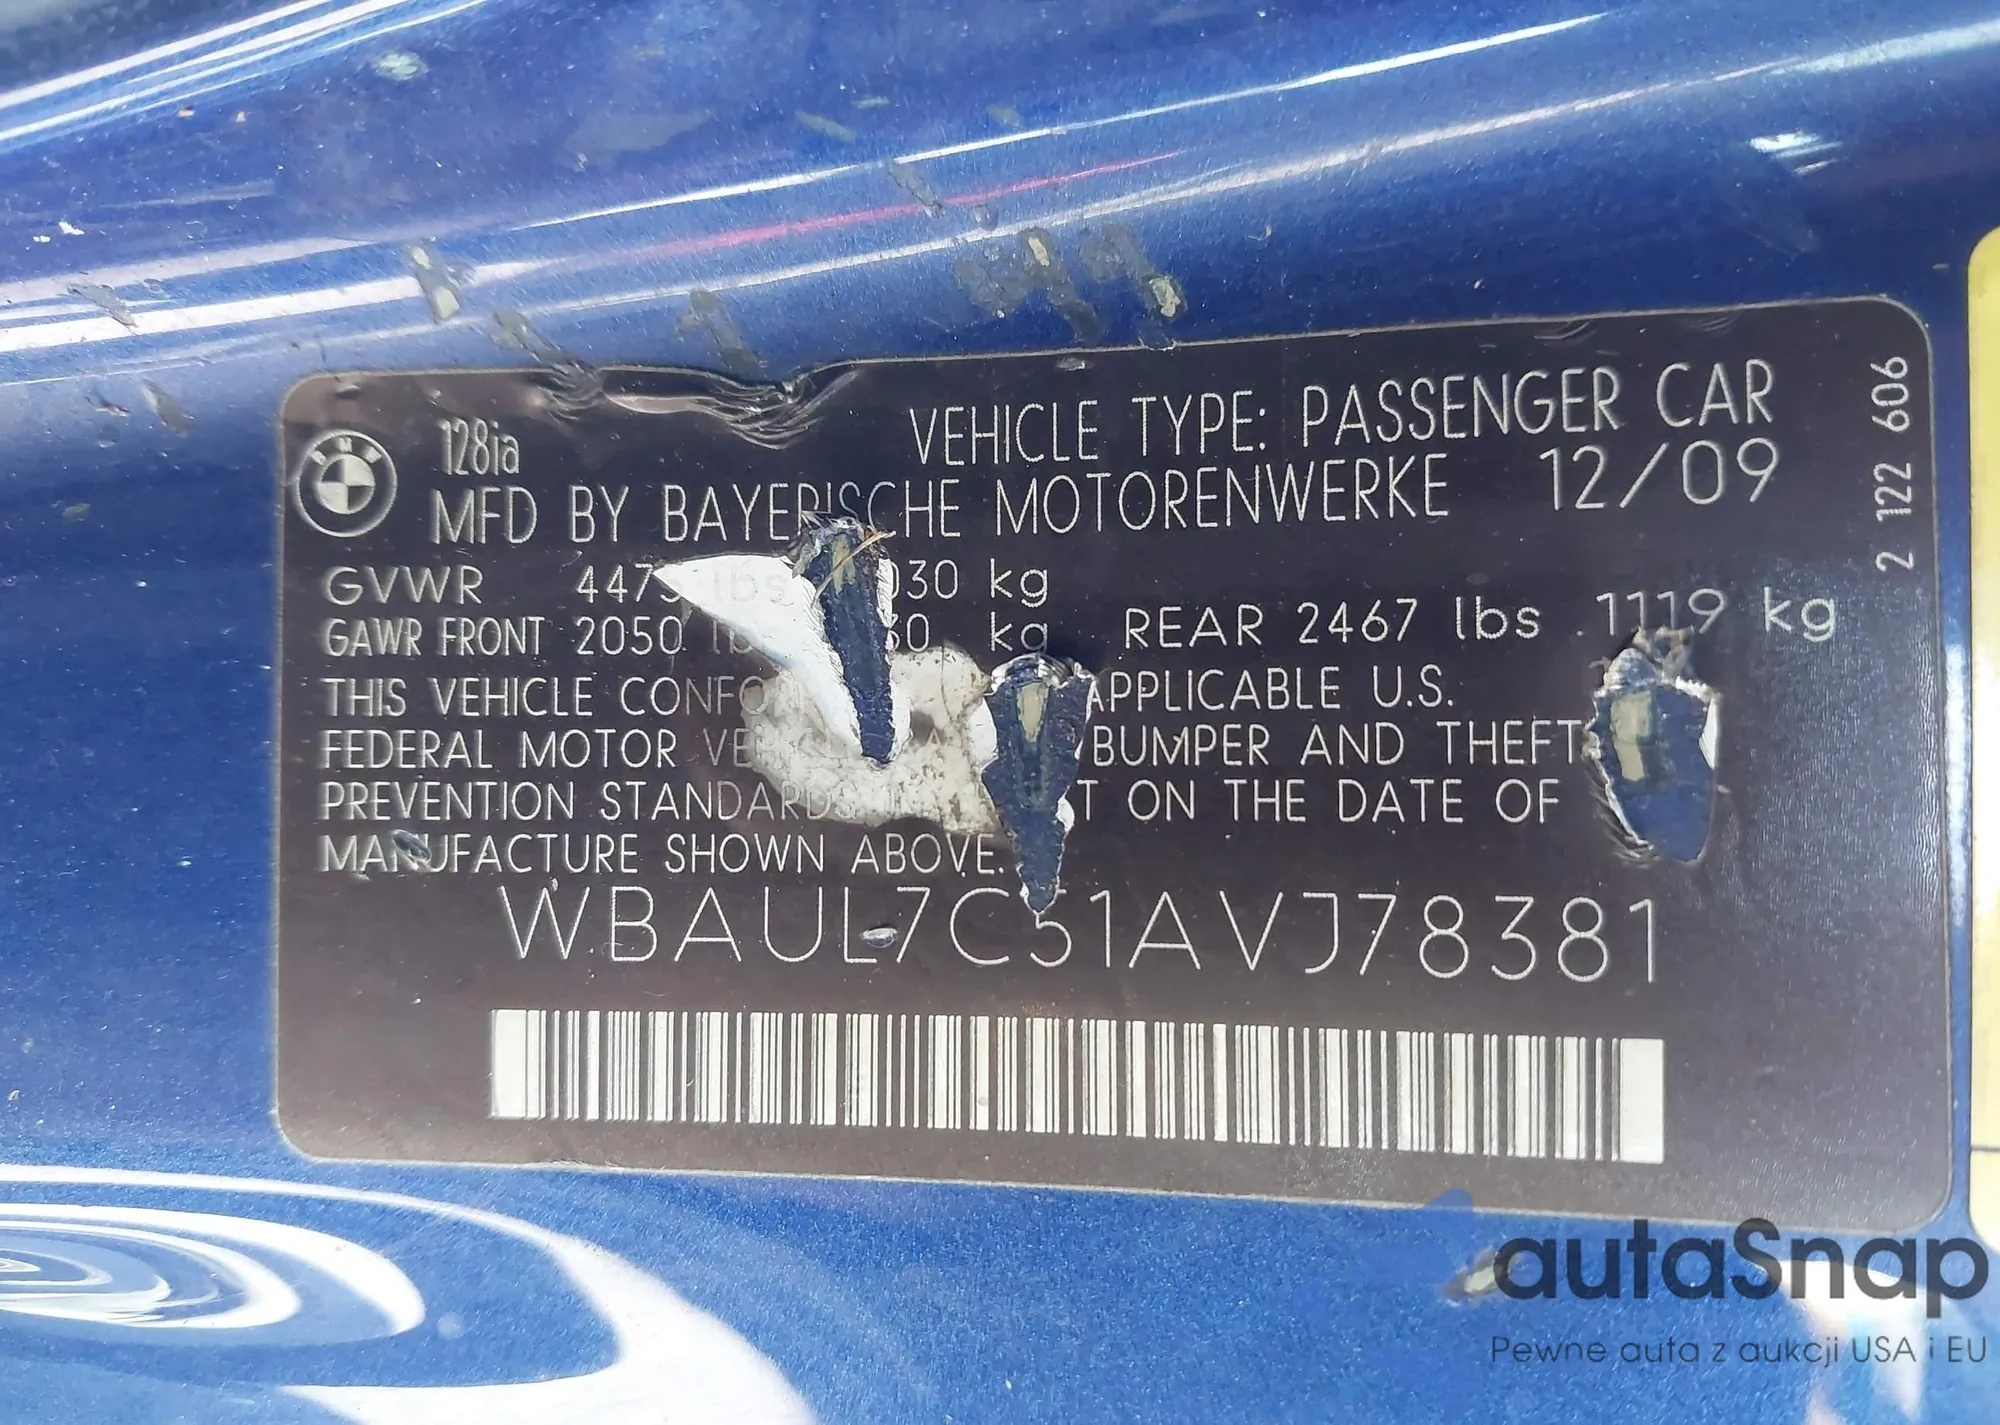 BMW
128ia
VEHICLE TYPE: PASSENGER CAR
MFD BY BAYERISCHE MOTORENWERKE 12/09
GVWR lbs kg
GAWR FRONT 2050 kg REAR 2467 lbs 1119 kg
THIS VEHICLE APPLICABLE U.S.
FEDERAL MOTOR BUMPER AND THEFT
PREVENTION ON THE DATE OF
MANUFACTURE SHOWN ABOVE.
WBAUL7C51AVJ78381
2 122 606
autaSnap
Pewne auta z aukcji USA i EU